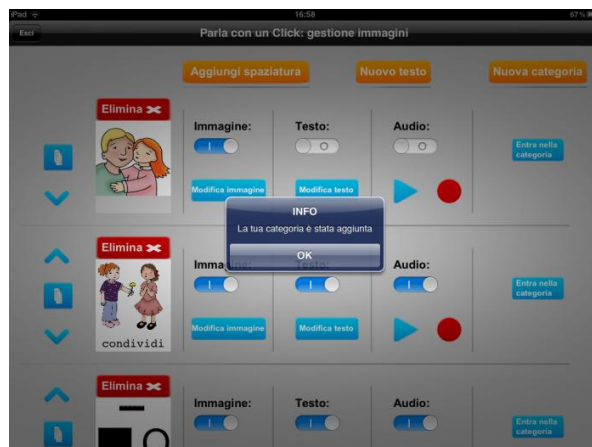 iPad 16:58 67%
Esci Parla con un Click: gestione immagini
Aggiungi spaziatura Nuovo testo Nuova categoria
Elimina
Immagine: Testo: Audio:
Entra nella
categoria
Modifica immagine Modifica testo
INFO
La tua categoria è stata aggiunta
OK
Elimina
Immagine: Testo: Audio:
Entra nella
categoria
Modifica immagine Modifica testo
condividi
Elimina
Immagine: Testo: Audio:
Entra nella
categoria